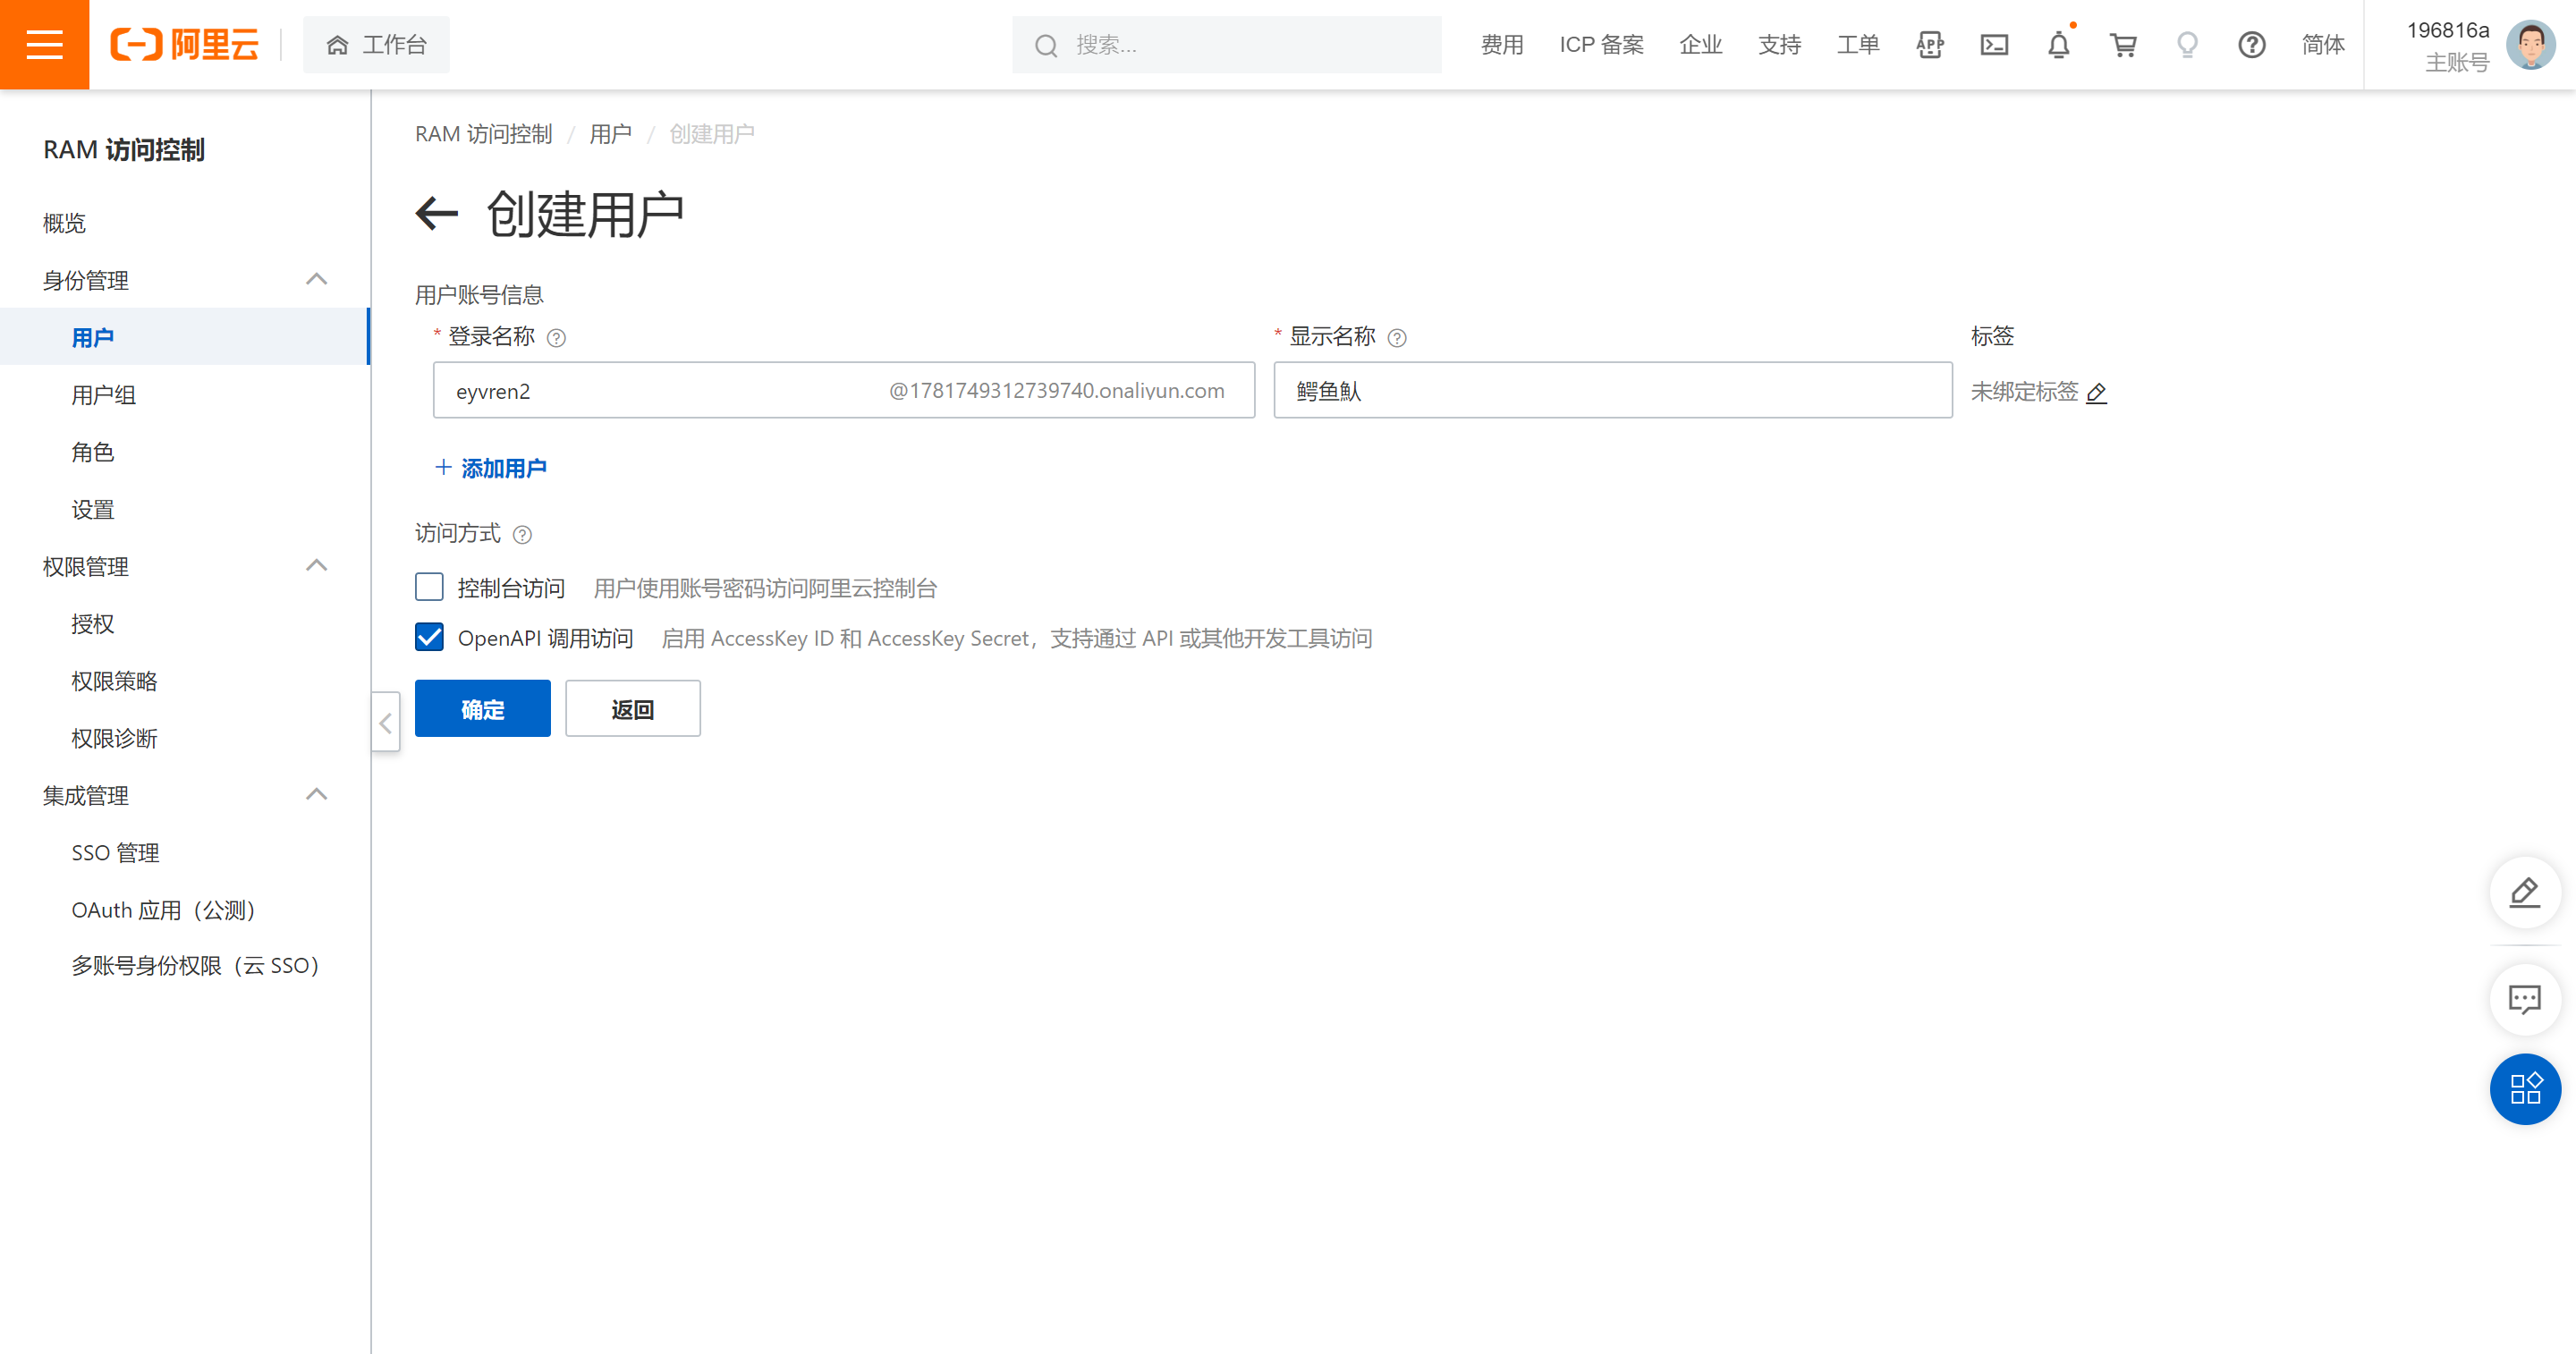 阿里云
工作台
搜索...
费用
ICP 备案
企业
支持
工单
APP
简体
196816a
主账号
RAM 访问控制
概览
身份管理
用户
用户组
角色
设置
权限管理
授权
权限策略
权限诊断
集成管理
SSO 管理
OAuth 应用（公测）
多账号身份权限（云 SSO）
RAM 访问控制 / 用户 / 创建用户
创建用户
用户账号信息
* 登录名称
* 显示名称
标签
eyvren2 @1781749312739740.onaliyun.com
鳄鱼魞
未绑定标签
+ 添加用户
访问方式
控制台访问 用户使用账号密码访问阿里云控制台
OpenAPI 调用访问 启用 AccessKey ID 和 AccessKey Secret，支持通过 API 或其他开发工具访问
确定
返回